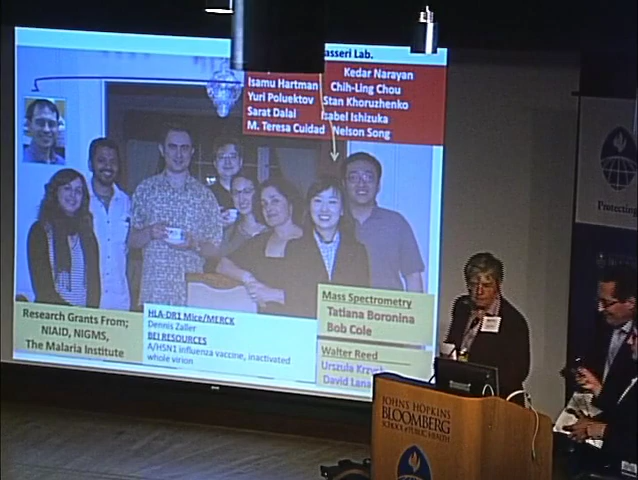 asseri Lab.
Isamu Hartman
Yuri Poluektov
Sarat Dalai
M. Teresa Cuidad
Kedar Narayan
Chih-Ling Chou
Stan Khoruzhenko
Isabel Ishizuka
Nelson Song
Research Grants From;
NIAID, NIGMS,
The Malaria Institute
HLA-DR1 Mice/MERCK
Dennis Zaller
BEI RESOURCES
A/H5N1 influenza vaccine, inactivated
whole virion
Mass Spectrometry
Tatiana Boronina
Bob Cole
Walter Reed
Urszula Krzyc
David Lana
JOHNS HOPKINS
BLOOMBERG
SCHOOL of PUBLIC HEALTH
Protecting